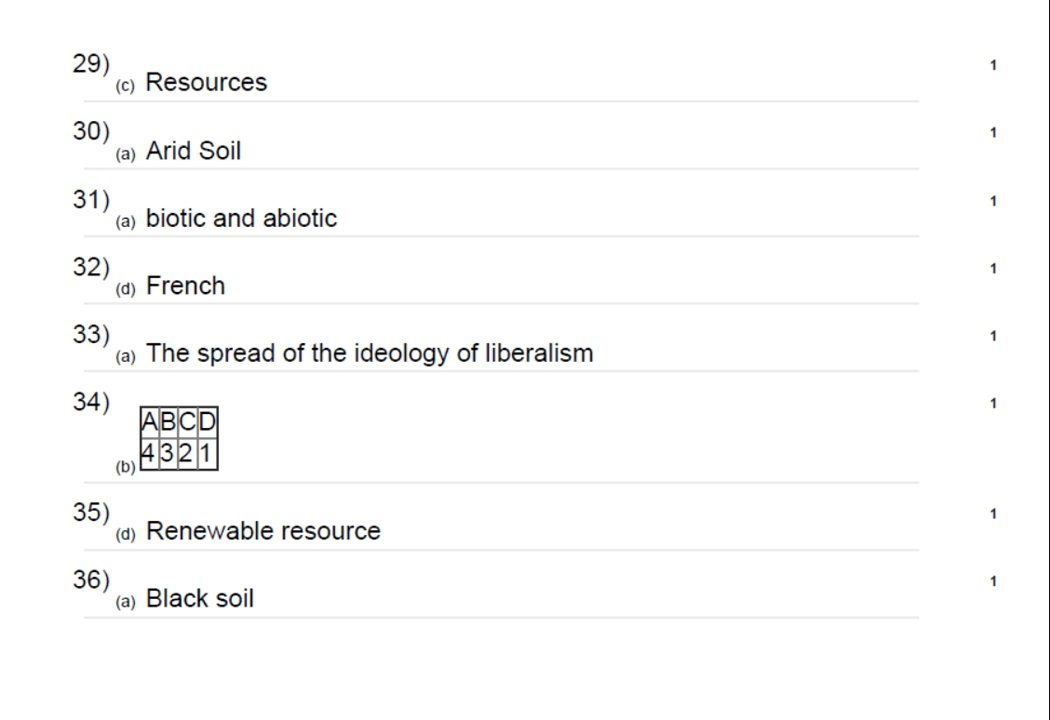 29) 1
(c) Resources
30) 1
(a) Arid Soil
31) 1
(a) biotic and abiotic
32) 1
(d) French
33) 1
(a) The spread of the ideology of liberalism
34) 1
A B C D
4 3 2 1
(b)
35) 1
(d) Renewable resource
36) 1
(a) Black soil